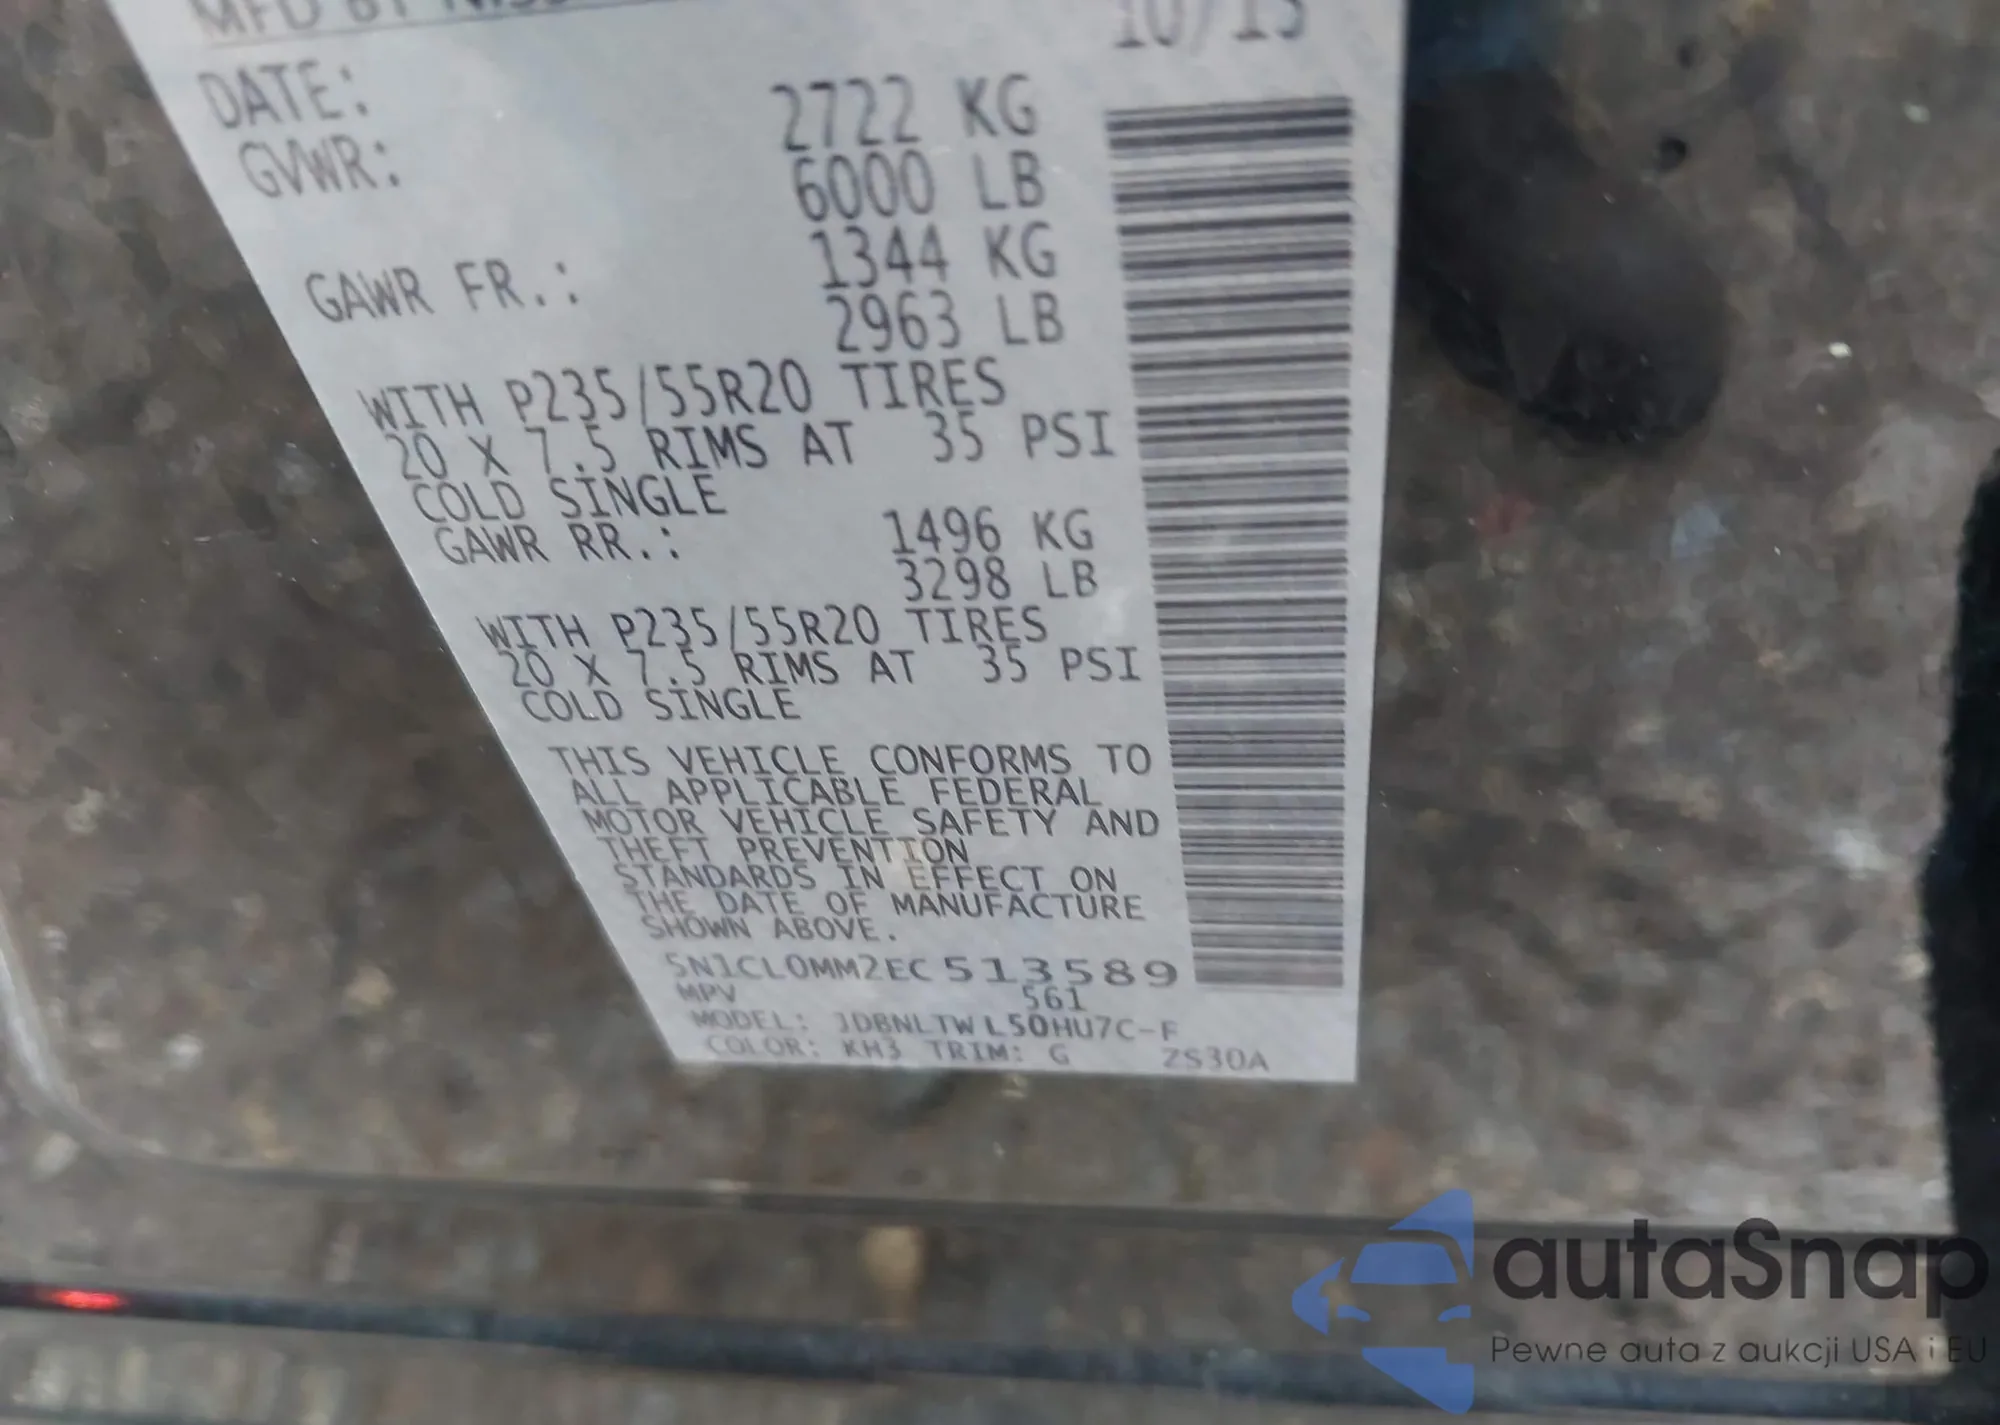 MFD BY NISS
10/13
DATE:
GVWR: 2722 KG
6000 LB
GAWR FR.: 1344 KG
2963 LB
WITH P235/55R20 TIRES
20 X 7.5 RIMS AT 35 PSI
COLD SINGLE
GAWR RR.: 1496 KG
3298 LB
WITH P235/55R20 TIRES
20 X 7.5 RIMS AT 35 PSI
COLD SINGLE
THIS VEHICLE CONFORMS TO
ALL APPLICABLE FEDERAL
MOTOR VEHICLE SAFETY AND
THEFT PREVENTION
STANDARDS IN EFFECT ON
THE DATE OF MANUFACTURE
SHOWN ABOVE.
5N1CL0MM2EC513589
MPV 561
MODEL: JDBNLTWL50HU7C-F
COLOR: KH3 TRIM: G ZS30A
autaSnap
Pewne auta z aukcji USA i EU